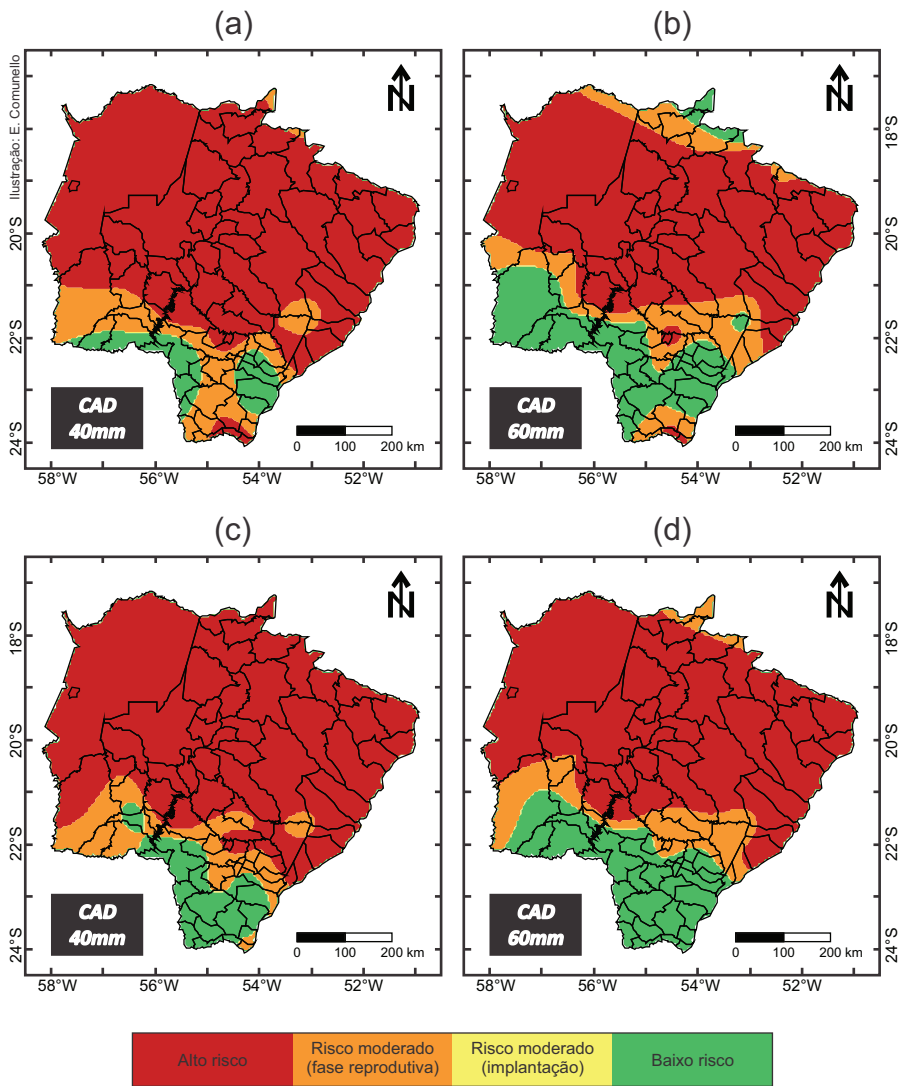 (a)
(b)
Ilustração: E. Comunello
N
N
18°S
20°S
20°S
22°S
22°S
24°S
24°S
CAD
40mm
CAD
60mm
0 100 200 km
0 100 200 km
58°W 56°W 54°W 52°W
58°W 56°W 54°W 52°W
(c)
(d)
N
N
18°S
18°S
20°S
20°S
22°S
22°S
24°S
24°S
CAD
40mm
CAD
60mm
0 100 200 km
0 100 200 km
58°W 56°W 54°W 52°W
58°W 56°W 54°W 52°W
Alto risco
Risco moderado
(fase reprodutiva)
Risco moderado
(implantação)
Baixo risco